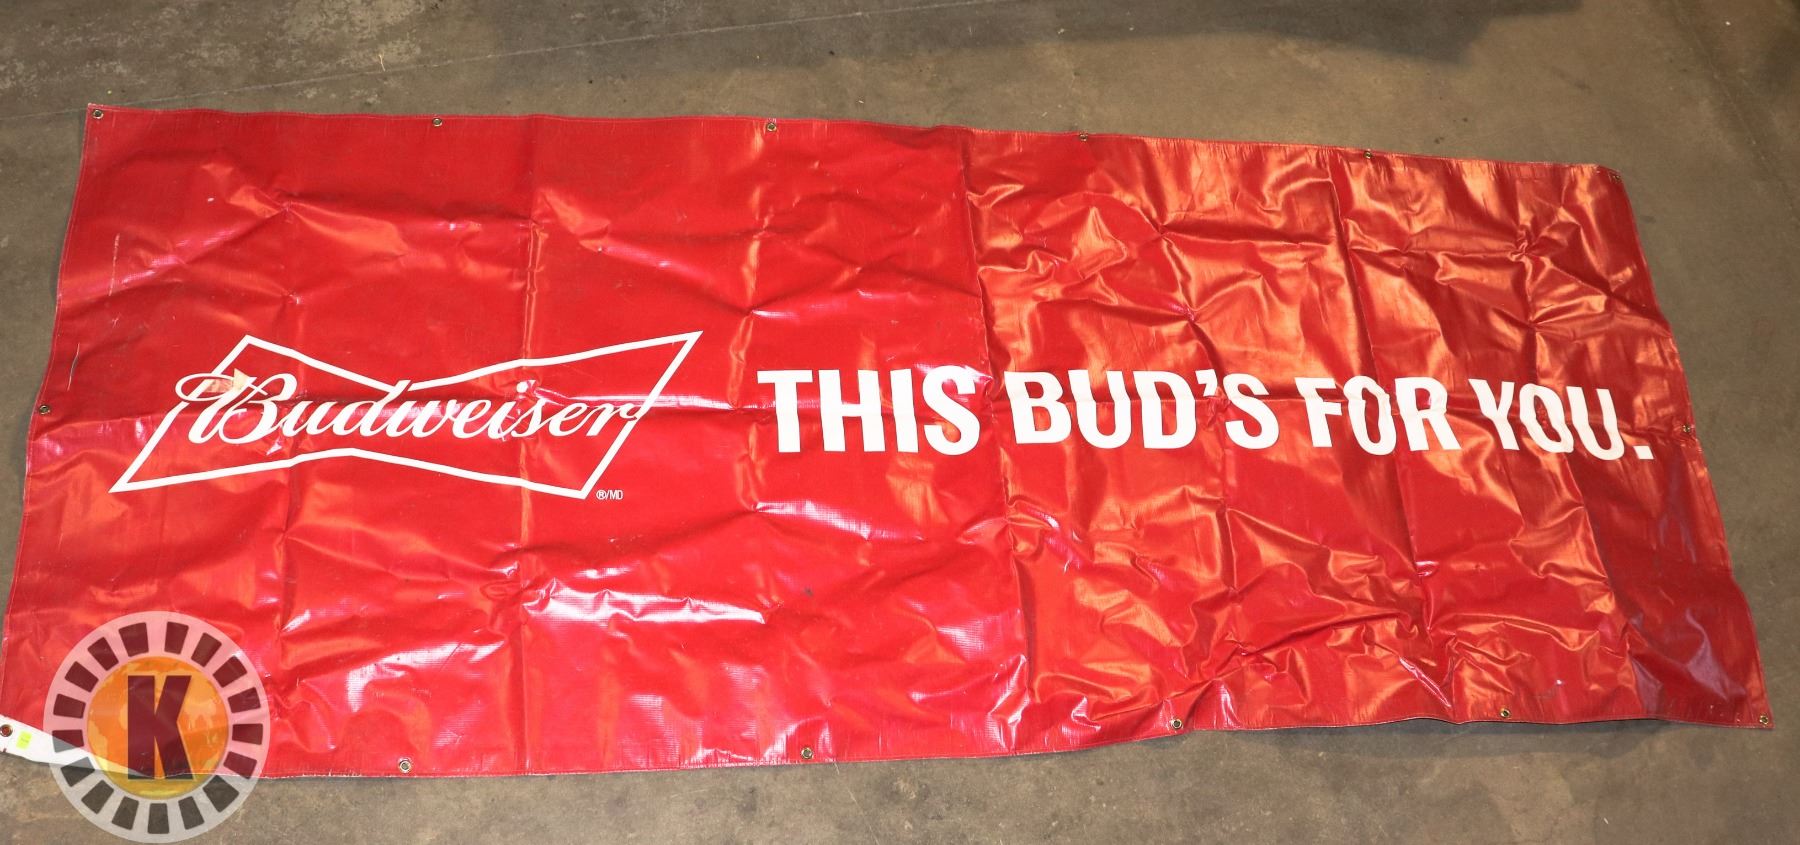 Budweiser THIS BUD'S FOR YOU.
®/MD
K